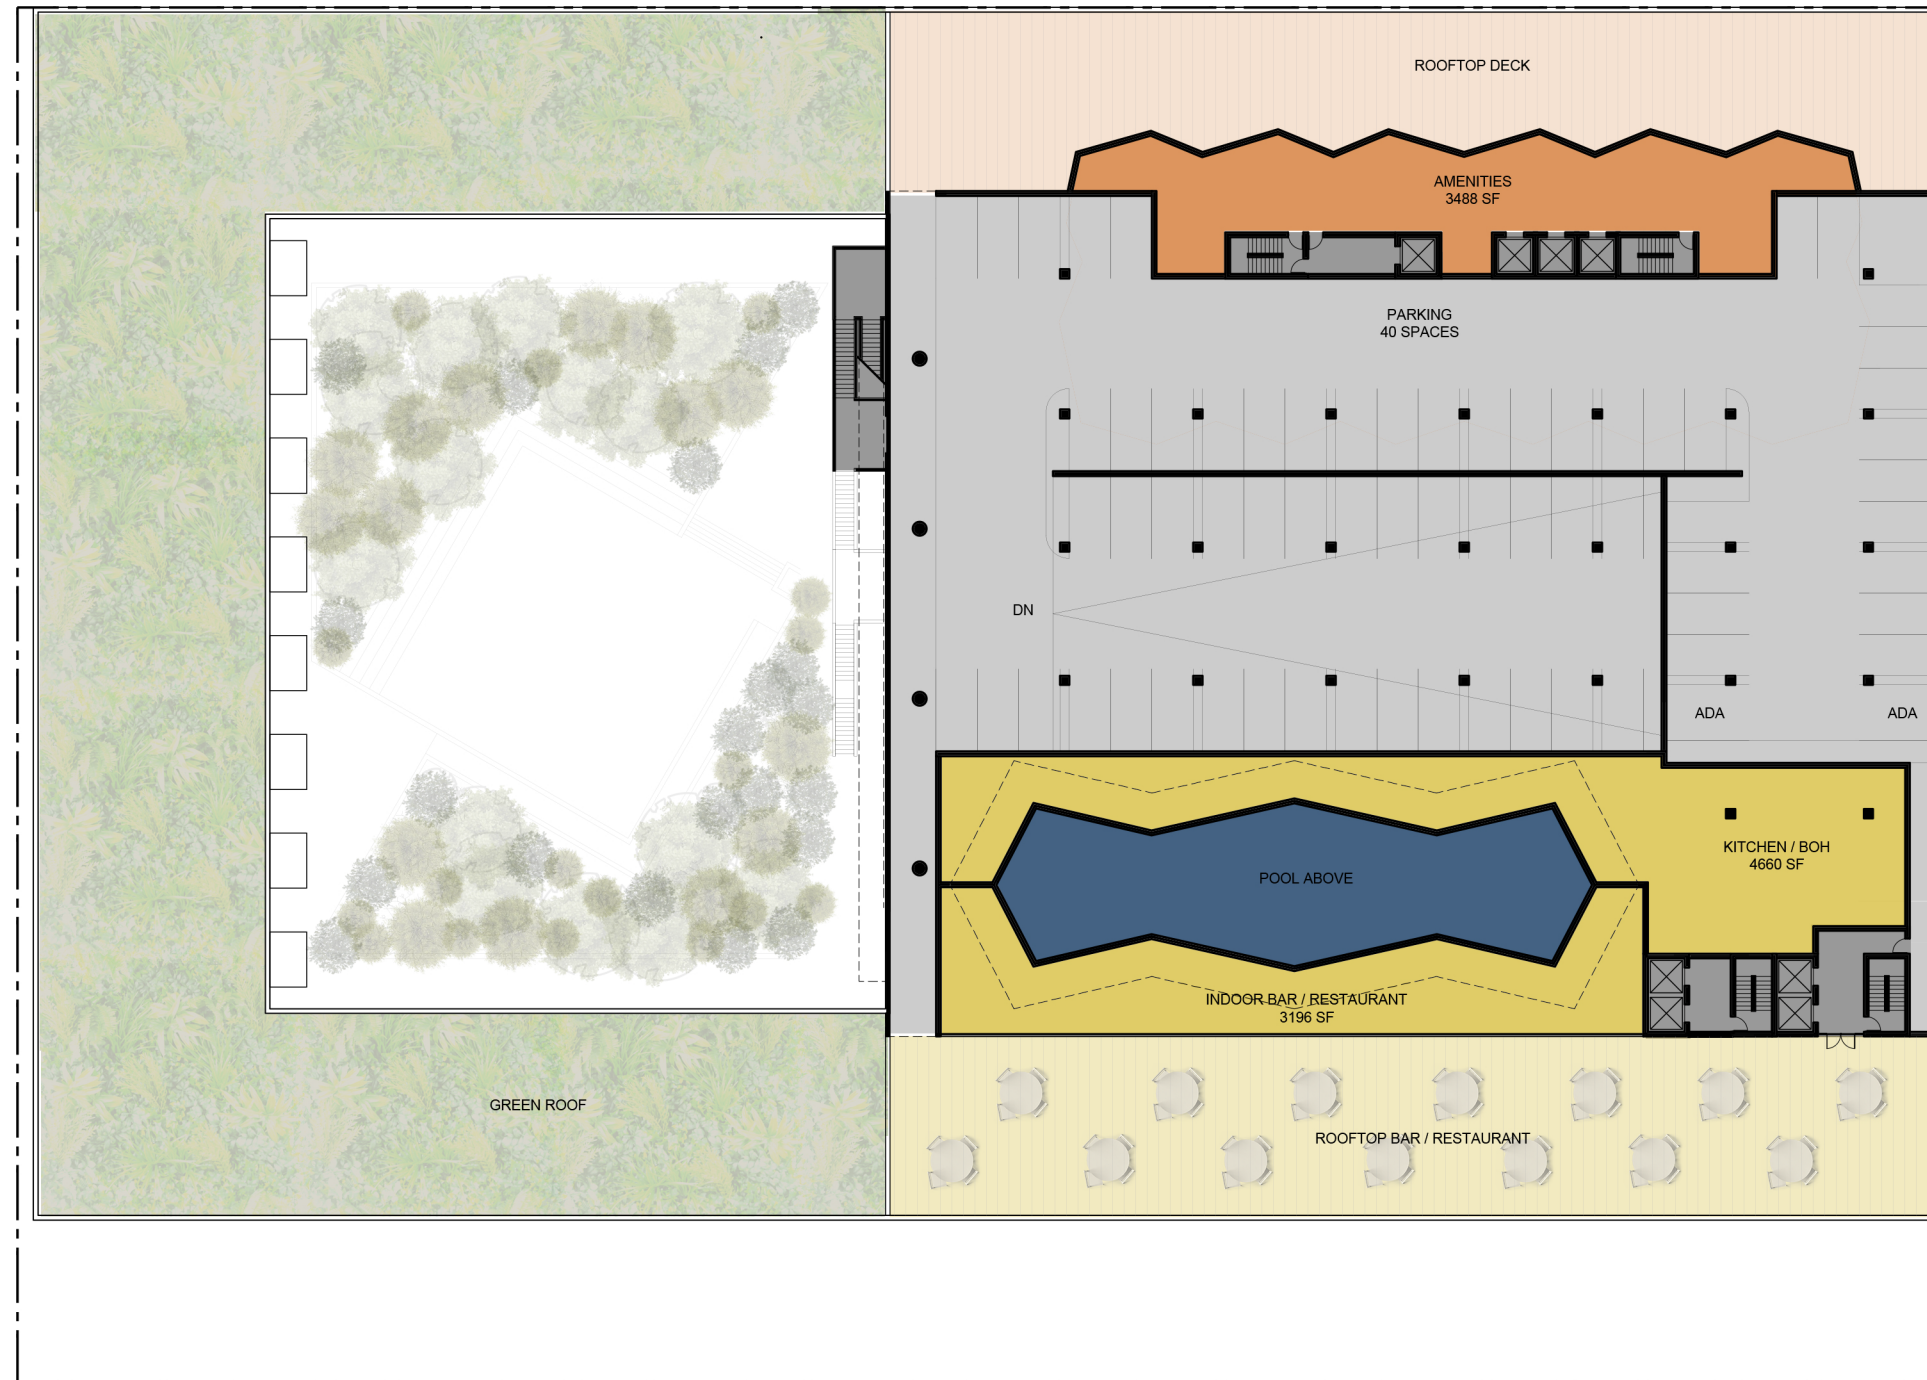 ROOFTOP DECK
AMENITIES
3488 SF
PARKING
40 SPACES
DN
ADA
ADA
KITCHEN / BOH
4660 SF
POOL ABOVE
INDOOR BAR / RESTAURANT
3196 SF
GREEN ROOF
ROOFTOP BAR / RESTAURANT